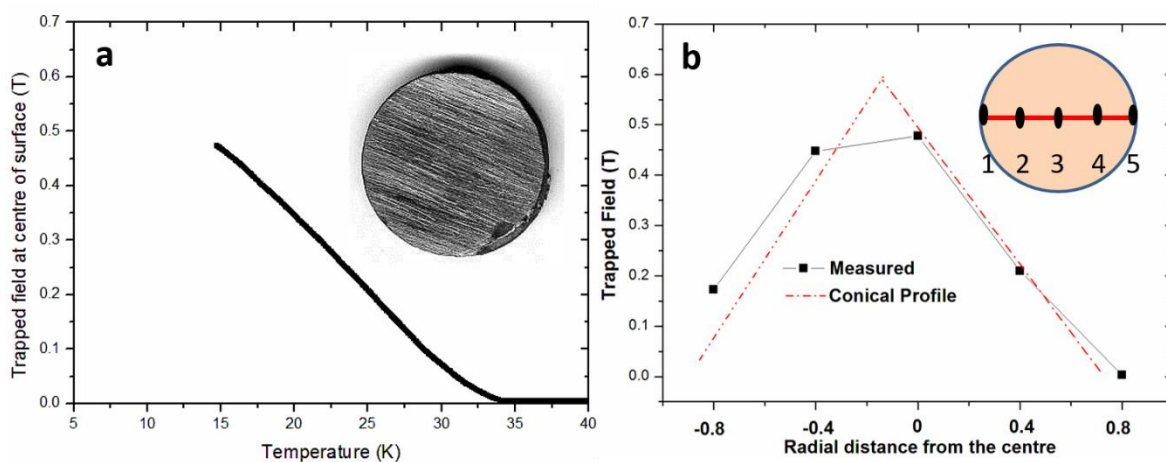 a
Trapped field at centre of surface (T)
0.7
0.6
0.5
0.4
0.3
0.2
0.1
0.0
5 10 15 20 25 30 35 40
Temperature (K)
b
Trapped Field (T)
0.7
0.6
0.5
0.4
0.3
0.2
0.1
0.0
1 2 3 4 5
Measured
Conical Profile
-0.8 -0.4 0 0.4 0.8
Radial distance from the centre